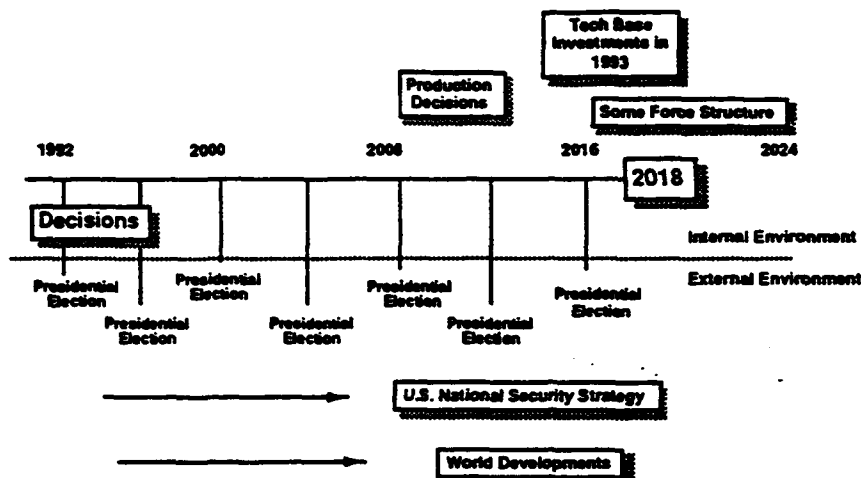 Tech Base
Investments in
1993
Production
Decisions
Some Force Structure
1992
2000
2008
2016
2024
2018
Decisions
Internal Environment
External Environment
Presidential
Election
Presidential
Election
Presidential
Election
Presidential
Election
Presidential
Election
Presidential
Election
Presidential
Election
U.S. National Security Strategy
World Developments